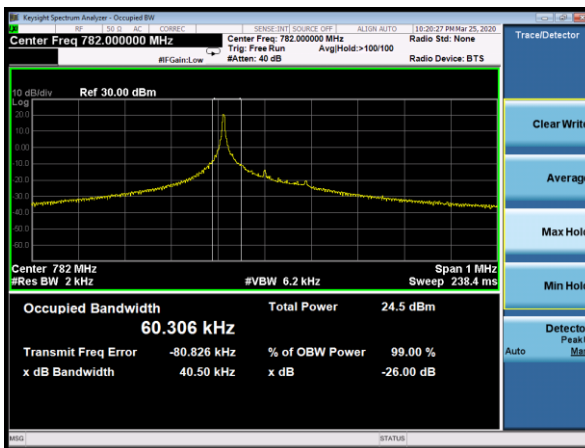 Keysight Spectrum Analyzer - Occupied BW
RF 50 Ω AC CORREC SENSE:INT SOURCE OFF ALIGN AUTO 10:20:27 PM Mar 25, 2020
Center Freq 782.000000 MHz Center Freq: 782.000000 MHz Radio Std: None
Trig: Free Run Avg|Hold:>100/100
#IFGain:Low #Atten: 40 dB Radio Device: BTS
Trace/Detector
10 dB/div Ref 30.00 dBm
Log
20.0
10.0
0.00
-10.0
-20.0
-30.0
-40.0
-50.0
-60.0
Center 782 MHz Span 1 MHz
#Res BW 2 kHz #VBW 6.2 kHz Sweep 238.4 ms
Occupied Bandwidth Total Power 24.5 dBm
60.306 kHz
Transmit Freq Error -80.826 kHz % of OBW Power 99.00 %
x dB Bandwidth 40.50 kHz x dB -26.00 dB
Clear Write
Average
Max Hold
Min Hold
Detector
Peak
Auto Man
MSG STATUS